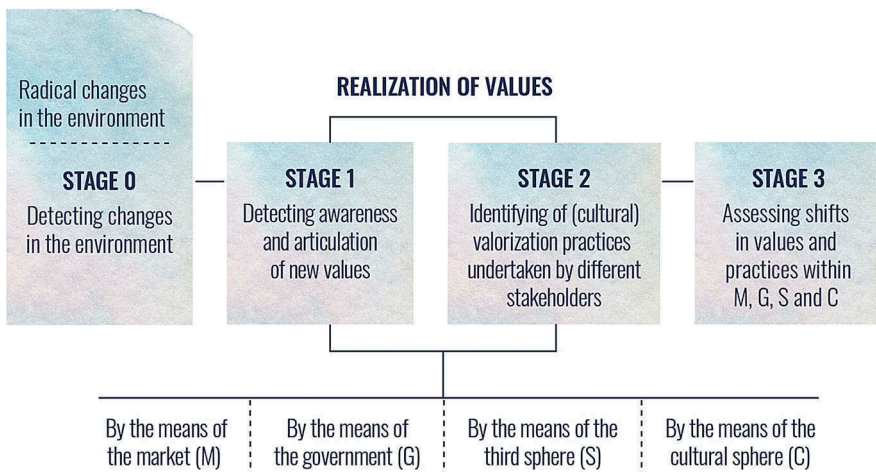 Radical changes
in the environment
STAGE 0
Detecting changes
in the environment
REALIZATION OF VALUES
STAGE 1
Detecting awareness
and articulation
of new values
STAGE 2
Identifying of (cultural)
valorization practices
undertaken by different
stakeholders
STAGE 3
Assessing shifts
in values and
practices within
M, G, S and C
By the means of
the market (M)
By the means of
the government (G)
By the means of the
third sphere (S)
By the means of the
cultural sphere (C)